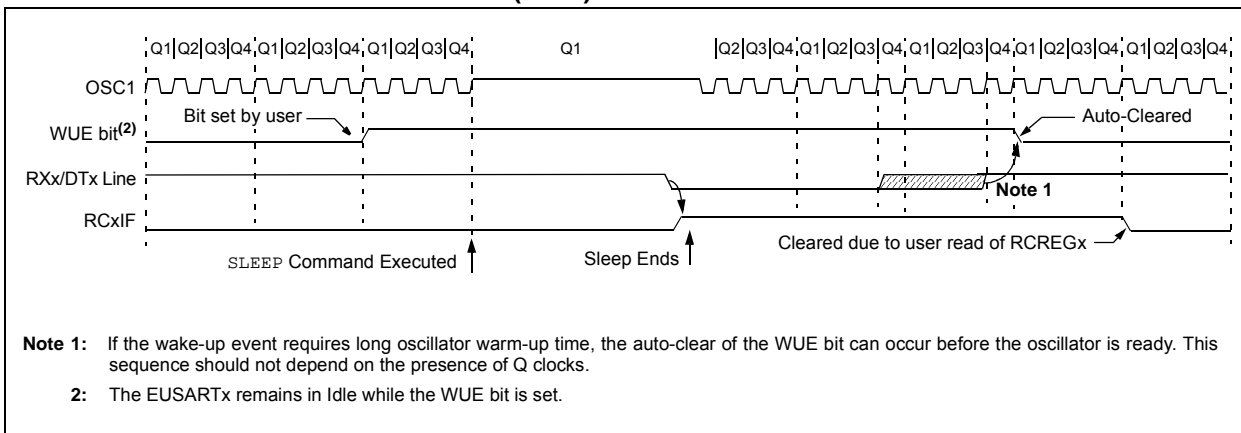 Q1|Q2|Q3|Q4 Q1|Q2|Q3|Q4 Q1|Q2|Q3|Q4 Q1 |Q2|Q3|Q4 Q1|Q2|Q3|Q4 Q1|Q2|Q3|Q4 Q1|Q2|Q3|Q4 Q1|Q2|Q3|Q4
OSC1
Bit set by user
Auto-Cleared
WUE bit(2)
RXx/DTx Line
Note 1
RCxIF
Cleared due to user read of RCREGx
SLEEP Command Executed
Sleep Ends
Note 1: If the wake-up event requires long oscillator warm-up time, the auto-clear of the WUE bit can occur before the oscillator is ready. This
sequence should not depend on the presence of Q clocks.
2: The EUSARTx remains in Idle while the WUE bit is set.